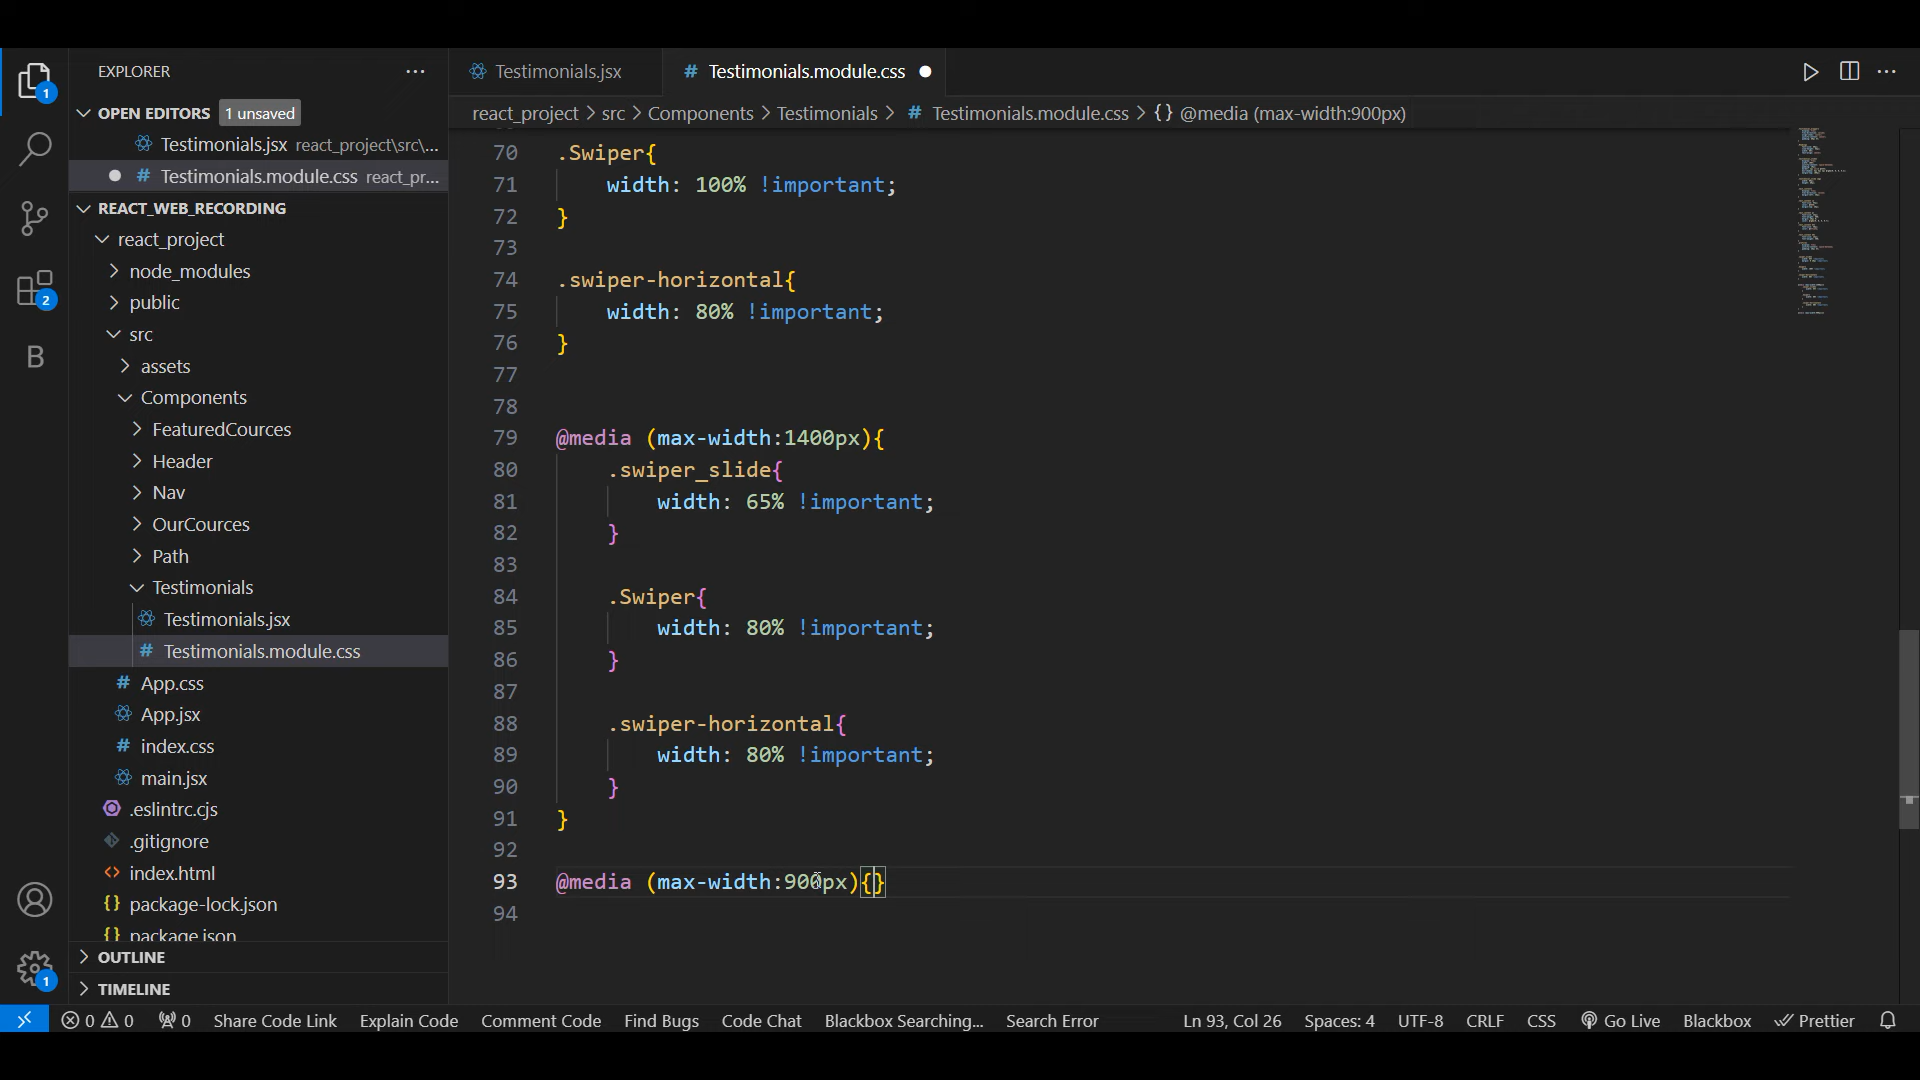 EXPLORER
Testimonials.jsx
Testimonials.module.css
OPEN EDITORS 1 unsaved
react_project > src > Components > Testimonials > # Testimonials.module.css > {} @media (max-width:900px)
Testimonials.jsx react_project\src\...
# Testimonials.module.css react_pr...
REACT_WEB_RECORDING
react_project
node_modules
public
src
assets
Components
FeaturedCources
Header
Nav
OurCources
Path
Testimonials
Testimonials.jsx
# Testimonials.module.css
# App.css
App.jsx
# index.css
main.jsx
.eslintrc.cjs
.gitignore
index.html
package-lock.json
package.json
OUTLINE
TIMELINE
1
2
B
1
70 .Swiper{
71 width: 100% !important;
72 }
73
74 .swiper-horizontal{
75 width: 80% !important;
76 }
77
78
79 @media (max-width:1400px){
80 .swiper_slide{
81 width: 65% !important;
82 }
83
84 .Swiper{
85 width: 80% !important;
86 }
87
88 .swiper-horizontal{
89 width: 80% !important;
90 }
91 }
92
93 @media (max-width:900px){}
94
0 0 0 Share Code Link Explain Code Comment Code Find Bugs Code Chat Blackbox Searching... Search Error Ln 93, Col 26 Spaces: 4 UTF-8 CRLF CSS Go Live Blackbox Prettier